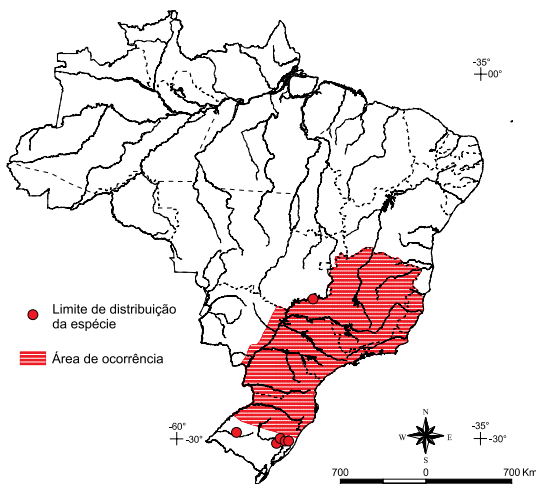 -35°
00°
Limite de distribuição
da espécie
Área de ocorrência
-60°
-30°
N
W
E
S
-35°
-30°
700
0
700 Km